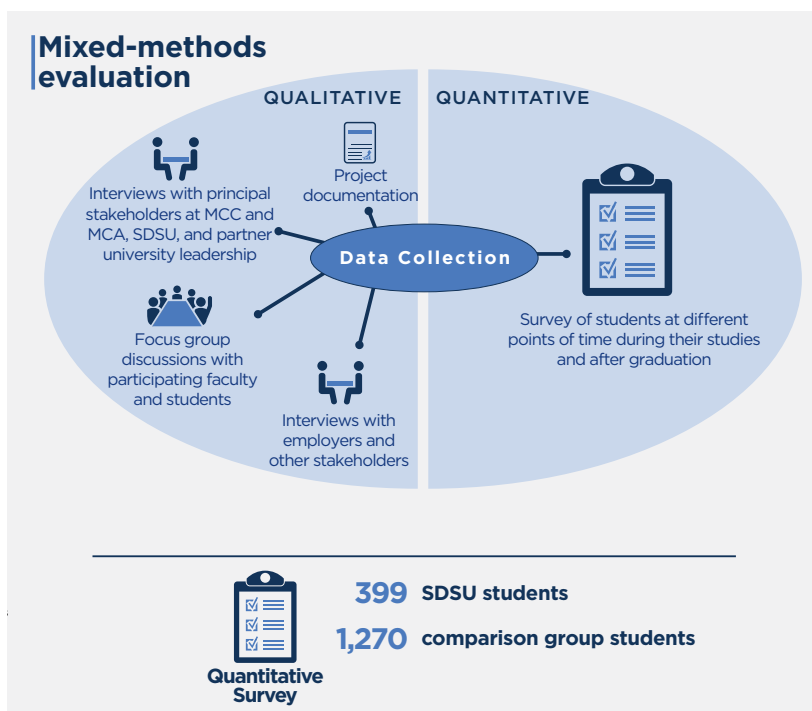 Mixed-methods
evaluation
QUALITATIVE
QUANTITATIVE
Project
documentation
Interviews with principal
stakeholders at MCC and
MCA, SDSU, and partner
university leadership
Data Collection
Focus group
discussions with
participating faculty
and students
Interviews with
employers and
other stakeholders
Survey of students at different
points of time during their studies
and after graduation
399 SDSU students
1,270 comparison group students
Quantitative
Survey